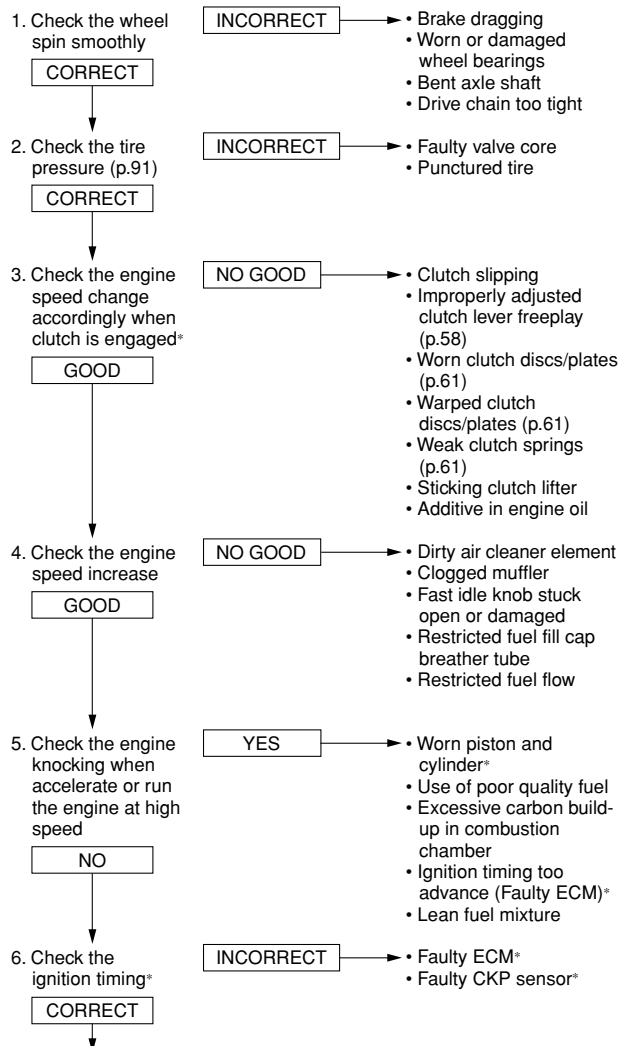 1. Check the wheel
spin smoothly
CORRECT
INCORRECT
• Brake dragging
• Worn or damaged
wheel bearings
• Bent axle shaft
• Drive chain too tight
2. Check the tire
pressure (p.91)
CORRECT
INCORRECT
• Faulty valve core
• Punctured tire
3. Check the engine
speed change
accordingly when
clutch is engaged*
GOOD
NO GOOD
• Clutch slipping
• Improperly adjusted
clutch lever freeplay
(p.58)
• Worn clutch discs/plates
(p.61)
• Warped clutch
discs/plates (p.61)
• Weak clutch springs
(p.61)
• Sticking clutch lifter
• Additive in engine oil
4. Check the engine
speed increase
GOOD
NO GOOD
• Dirty air cleaner element
• Clogged muffler
• Fast idle knob stuck
open or damaged
• Restricted fuel fill cap
breather tube
• Restricted fuel flow
5. Check the engine
knocking when
accelerate or run
the engine at high
speed
NO
YES
• Worn piston and
cylinder*
• Use of poor quality fuel
• Excessive carbon build-
up in combustion
chamber
• Ignition timing too
advance (Faulty ECM)*
• Lean fuel mixture
6. Check the
ignition timing*
CORRECT
INCORRECT
• Faulty ECM*
• Faulty CKP sensor*